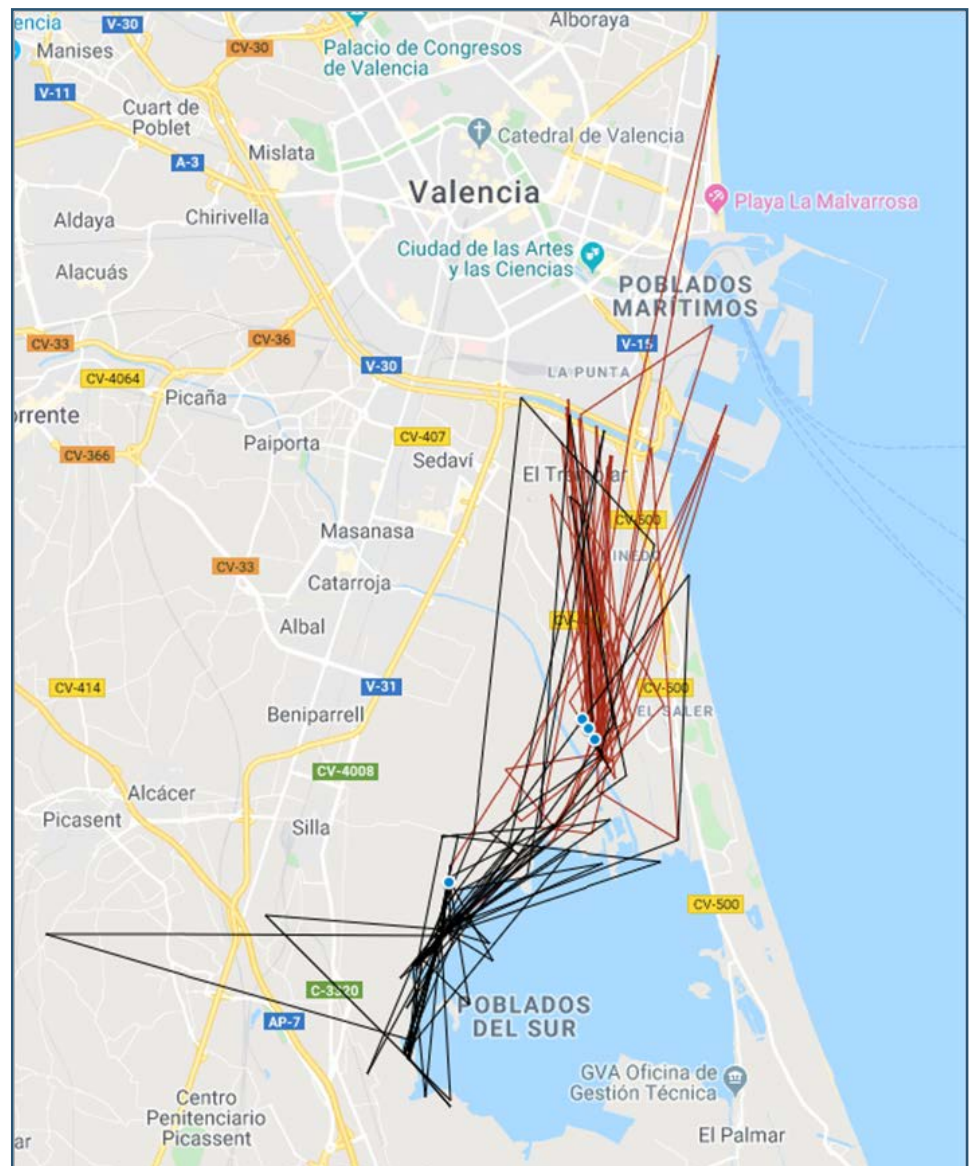 encia
V-30
Alboraya
Manises
CV-30
Palacio de Congresos
de Valencia
V-11
Cuart de
Poblet
Catedral de Valencia
A-3
Mislata
Valencia
Playa La Malvarrosa
Aldaya
Chirivella
Ciudad de las Artes
y las Ciencias
Alacuás
POBLADOS
MARÍTIMOS
CV-33
CV-36
V-15
V-30
LA PUNTA
CV-4064
Picaña
orrente
Paiporta
CV-407
CV-366
Sedaví
El Tremolar
CV-500
Masanasa
CV-33
Catarroja
Albal
CV-414
V-31
CV-500
Beniparrell
EL SALER
CV-4008
Alcácer
Picasent
Silla
CV-500
C-3320
POBLADOS
DEL SUR
AP-7
GVA Oficina de
Gestión Técnica
Centro
Penitenciario
Picassent
ar
El Palmar